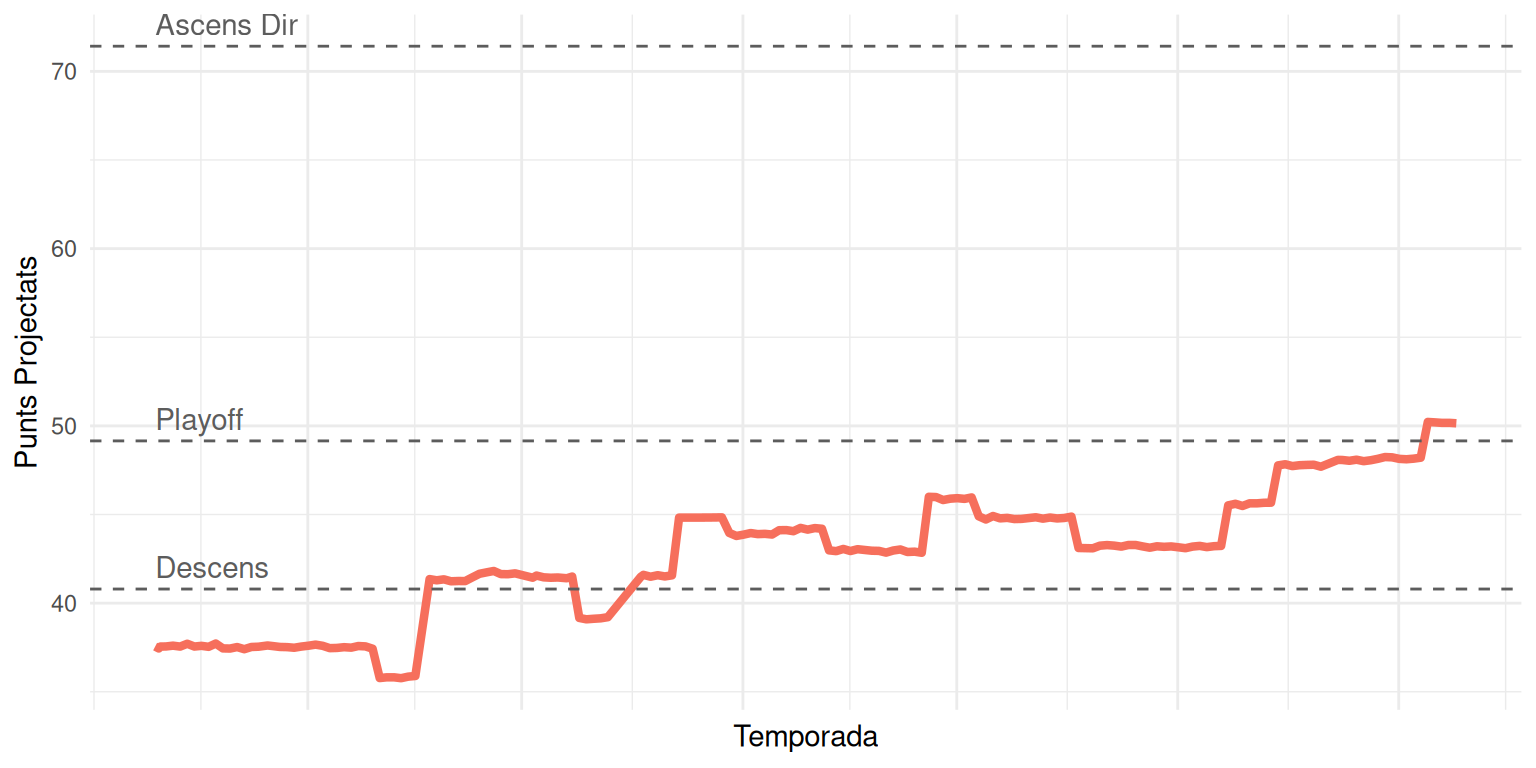 Ascens Dir
70
60
Punts Projectats
Playoff
50
Descens
40
Temporada